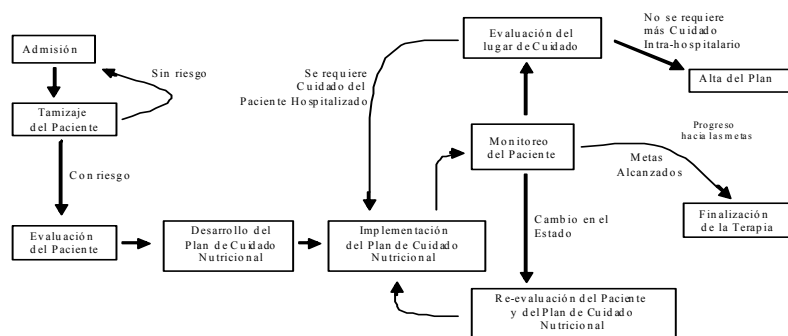 Admisión
Sin riesgo
Tamizaje
del Paciente
Con riesgo
Evaluación
del Paciente
Desarrollo del
Plan de Cuidado
Nutricional
Implementación
del Plan de Cuidado
Nutricional
Se requiere
Cuidado del
Paciente Hospitalizado
Evaluación del
lugar de Cuidado
No se requiere
más Cuidado
Intra-hospitalario
Alta del Plan
Monitoreo
del Paciente
Progreso
hacia las metas
Metas
Alcanzados
Finalización
de la Terapia
Cambio en el
Estado
Re-evaluación del Paciente
y del Plan de Cuidado
Nutricional